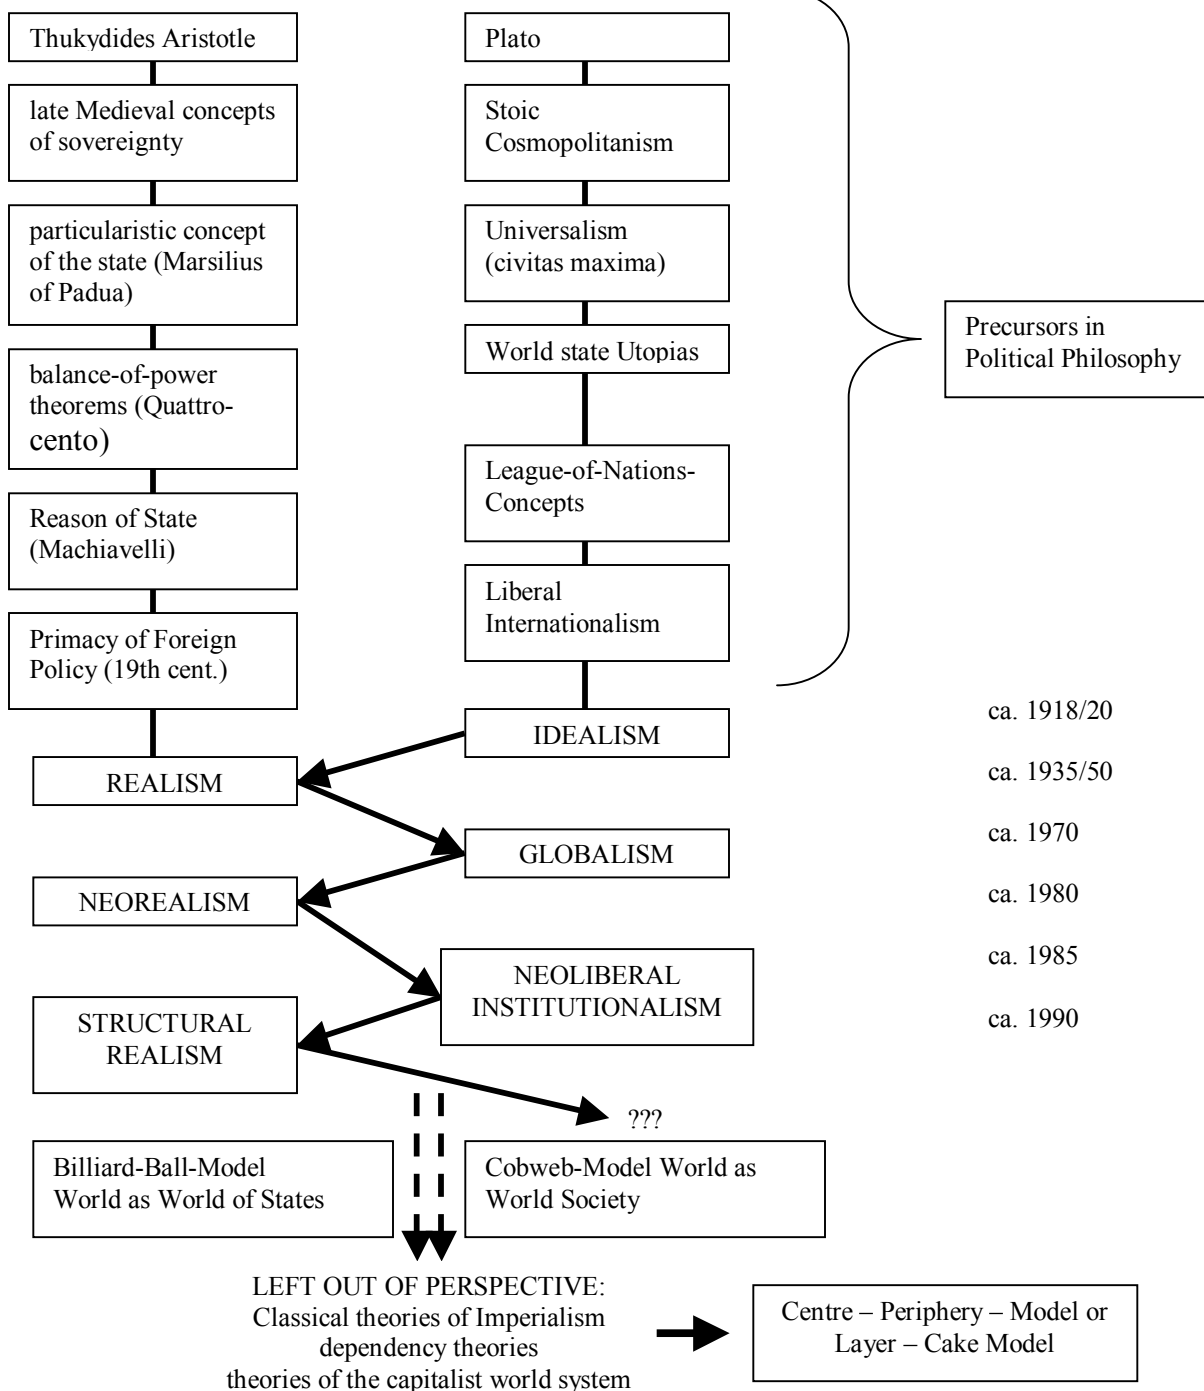 Thukydides Aristotle
late Medieval concepts
of sovereignty
particularistic concept
of the state (Marsilius
of Padua)
balance-of-power
theorems (Quattro-
cento)
Reason of State
(Machiavelli)
Primacy of Foreign
Policy (19th cent.)
Plato
Stoic
Cosmopolitanism
Universalism
(civitas maxima)
World state Utopias
League-of-Nations-
Concepts
Liberal
Internationalism
Precursors in
Political Philosophy
IDEALISM
ca. 1918/20
REALISM
ca. 1935/50
GLOBALISM
ca. 1970
NEOREALISM
ca. 1980
NEOLIBERAL
INSTITUTIONALISM
ca. 1985
STRUCTURAL
REALISM
ca. 1990
???
Billiard-Ball-Model
World as World of States
Cobweb-Model World as
World Society
LEFT OUT OF PERSPECTIVE:
Classical theories of Imperialism
dependency theories
theories of the capitalist world system
Centre – Periphery – Model or
Layer – Cake Model